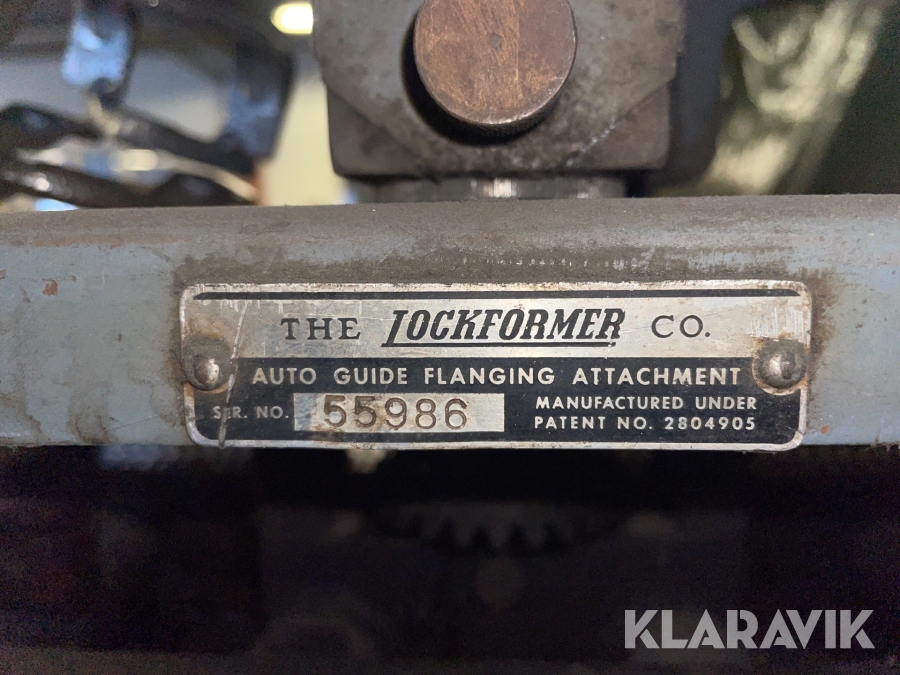 THE LOCKFORMER CO.
AUTO GUIDE FLANGING ATTACHMENT
SER. NO. 55986
MANUFACTURED UNDER
PATENT NO. 2804905
KLARAVIK